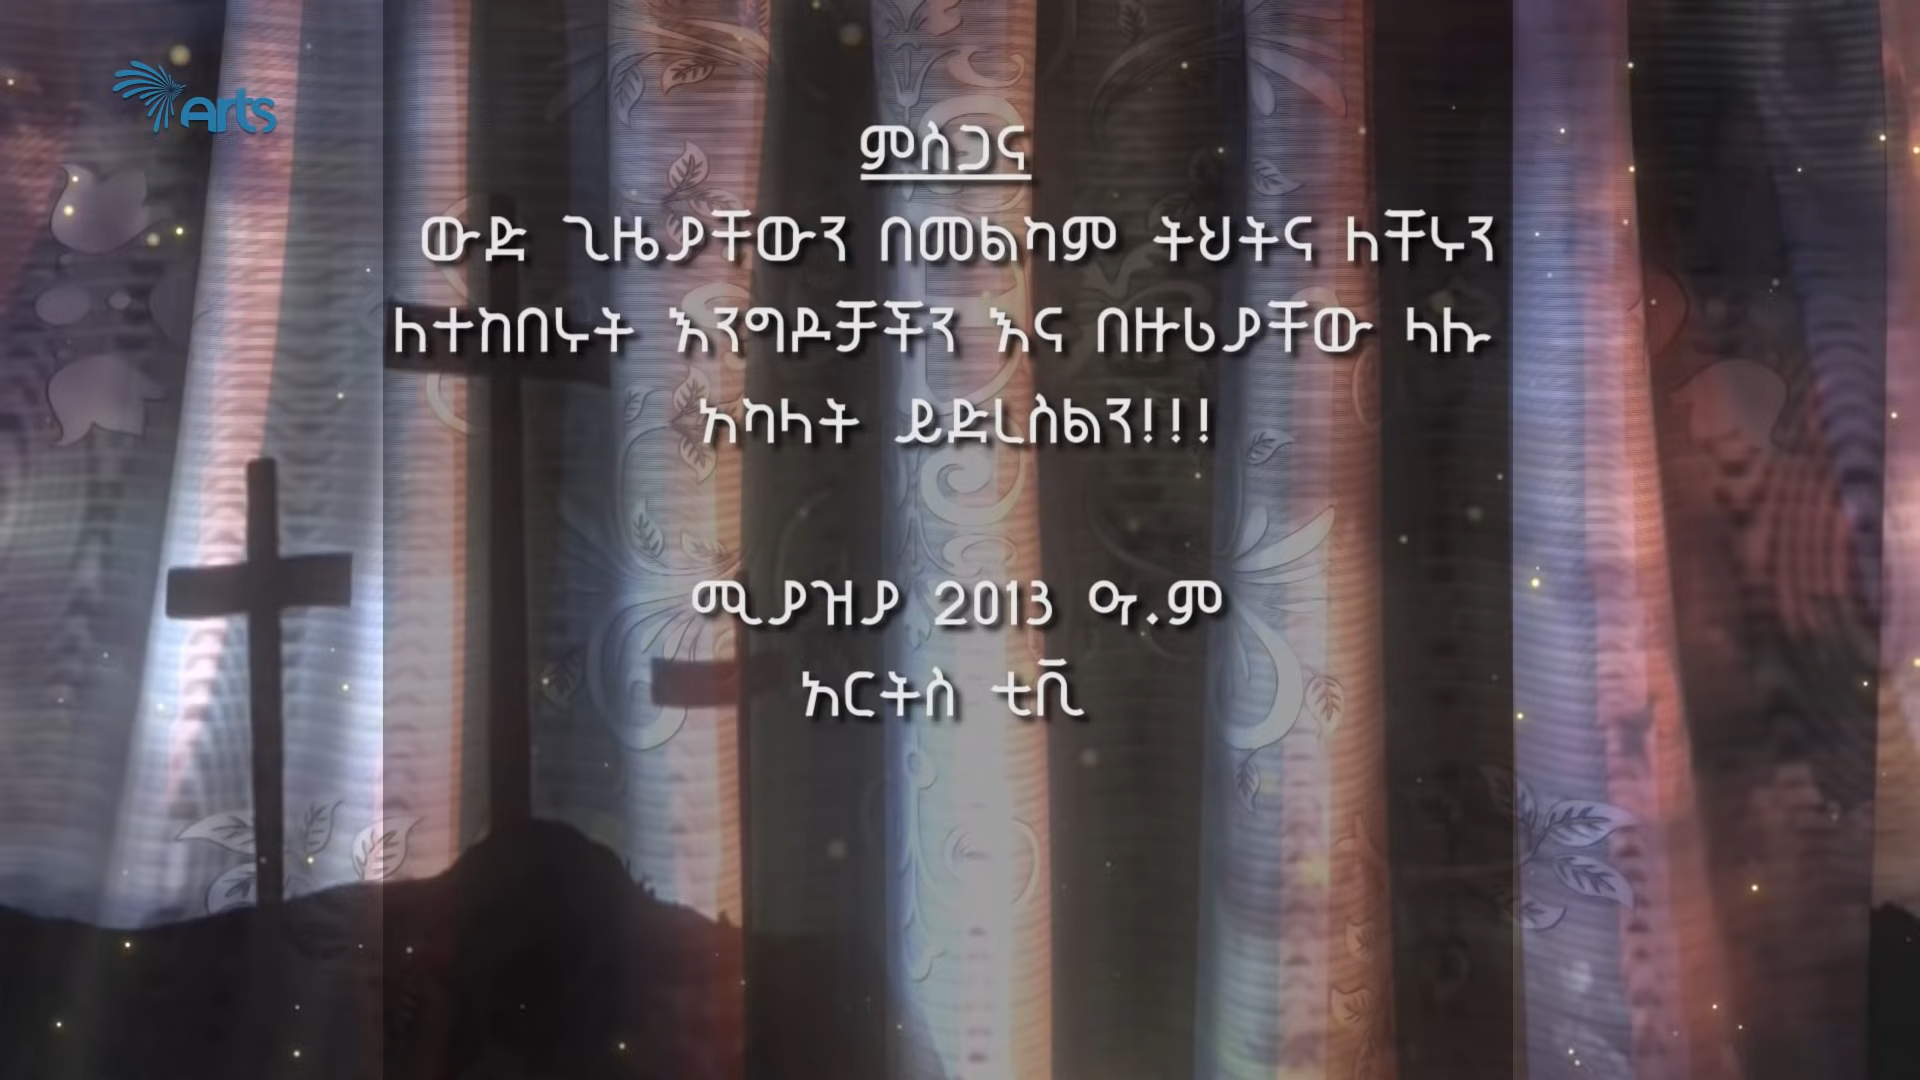 Arts
ምስጋና
ውድ ጊዜያቸውን በመልካም ትህትና ለቸሩን
ለተከበሩት እንግዶቻችን እና በዙሪያቸው ላሉ
አካላት ይድረስልን!!!
ሚያዝያ 2013 ዓ.ም
አርትስ ቲቪ